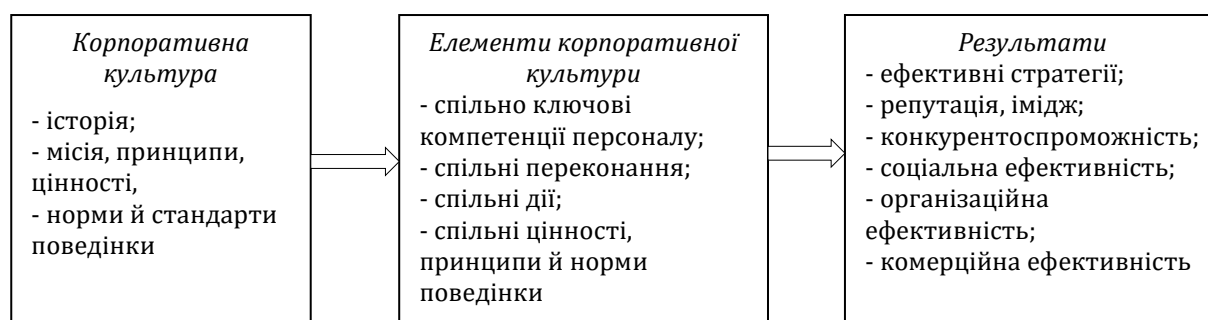 Корпоративна
культура
- історія;
- місія, принципи,
цінності,
- норми й стандарти
поведінки
Елементи корпоративної
культури
- спільно ключові
компетенції персоналу;
- спільні переконання;
- спільні дії;
- спільні цінності,
принципи й норми
поведінки
Результати
- ефективні стратегії;
- репутація, імідж;
- конкурентоспроможність;
- соціальна ефективність;
- організаційна
ефективність;
- комерційна ефективність